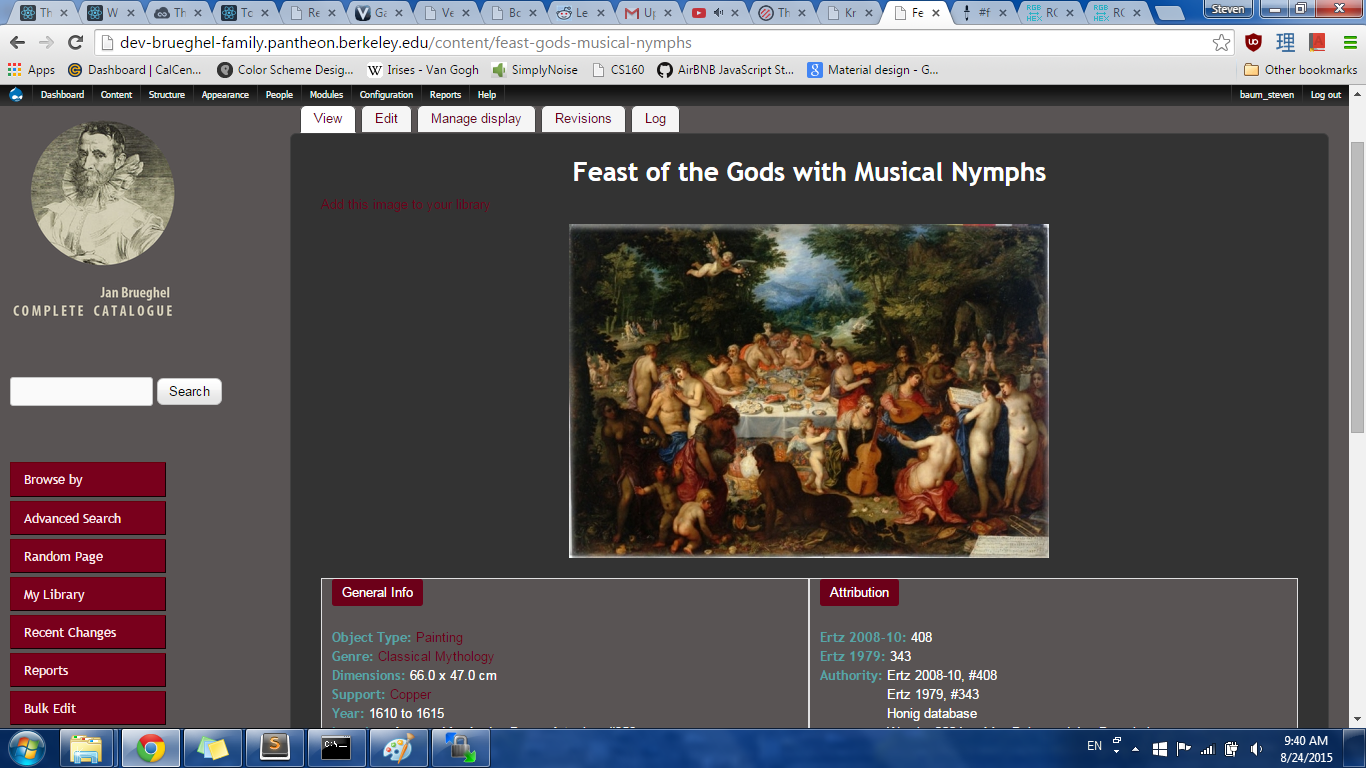 Th
W
Th
Tc
Re
Ga
Ve
Bc
Le
Up
Yo
Th
Kr
Fe
#f
RC
RC
Steven
dev-brueghel-family.pantheon.berkeley.edu/content/feast-gods-musical-nymphs
Apps Dashboard | CalCen... Color Scheme Desig... Irises - Van Gogh SimplyNoise CS160 AirBNB JavaScript St... Material design - G... Other bookmarks
Dashboard Content Structure Appearance People Modules Configuration Reports Help baum_steven Log out
View Edit Manage display Revisions Log
Feast of the Gods with Musical Nymphs
Add this image to your library
Jan Brueghel
COMPLETE CATALOGUE
Search
Browse by
Advanced Search
Random Page
My Library
Recent Changes
Reports
Bulk Edit
General Info
Object Type: Painting
Genre: Classical Mythology
Dimensions: 66.0 x 47.0 cm
Support: Copper
Year: 1610 to 1615
Attribution
Ertz 2008-10: 408
Ertz 1979: 343
Authority: Ertz 2008-10, #408
Ertz 1979, #343
Honig database
EN
9:40 AM
8/24/2015